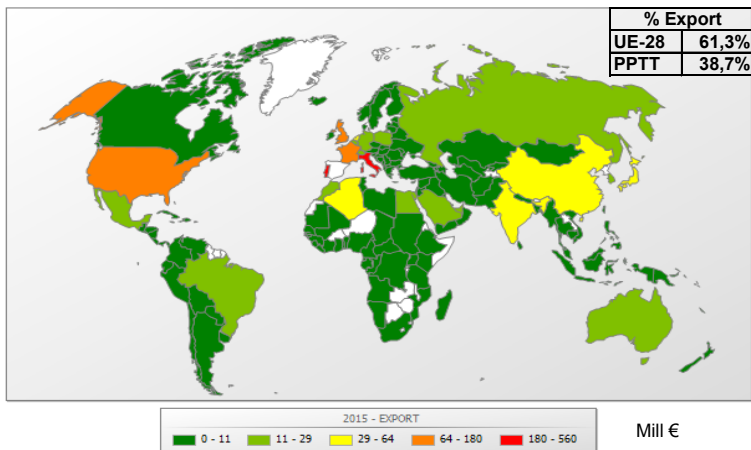 % Export
UE-28 61,3%
PPTT 38,7%
2015 - EXPORT
0 - 11 11 - 29 29 - 64 64 - 180 180 - 560
Mill €